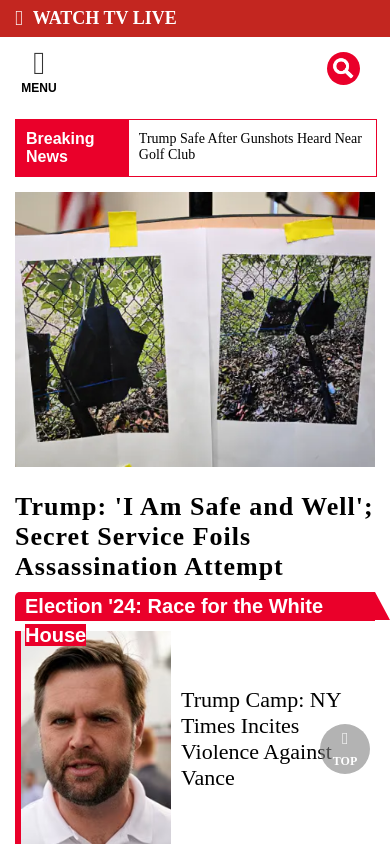 WATCH TV LIVE
MENU
Breaking
News
Trump Safe After Gunshots Heard Near
Golf Club
Trump: 'I Am Safe and Well';
Secret Service Foils
Assassination Attempt
Election '24: Race for the White
House
Trump Camp: NY
Times Incites
Violence Against
Vance
TOP